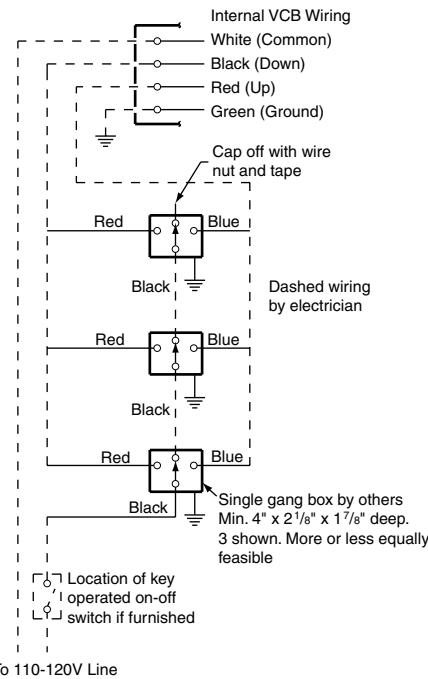 Internal VCB Wiring
White (Common)
Black (Down)
Red (Up)
Green (Ground)
Cap off with wire
nut and tape
Red
Blue
Black
Dashed wiring
by electrician
Red
Blue
Black
Red
Blue
Black
Single gang box by others
Min. 4" x 2 1/8" x 1 7/8" deep.
3 shown. More or less equally
feasible
Location of key
operated on-off
switch if furnished
To 110-120V Line